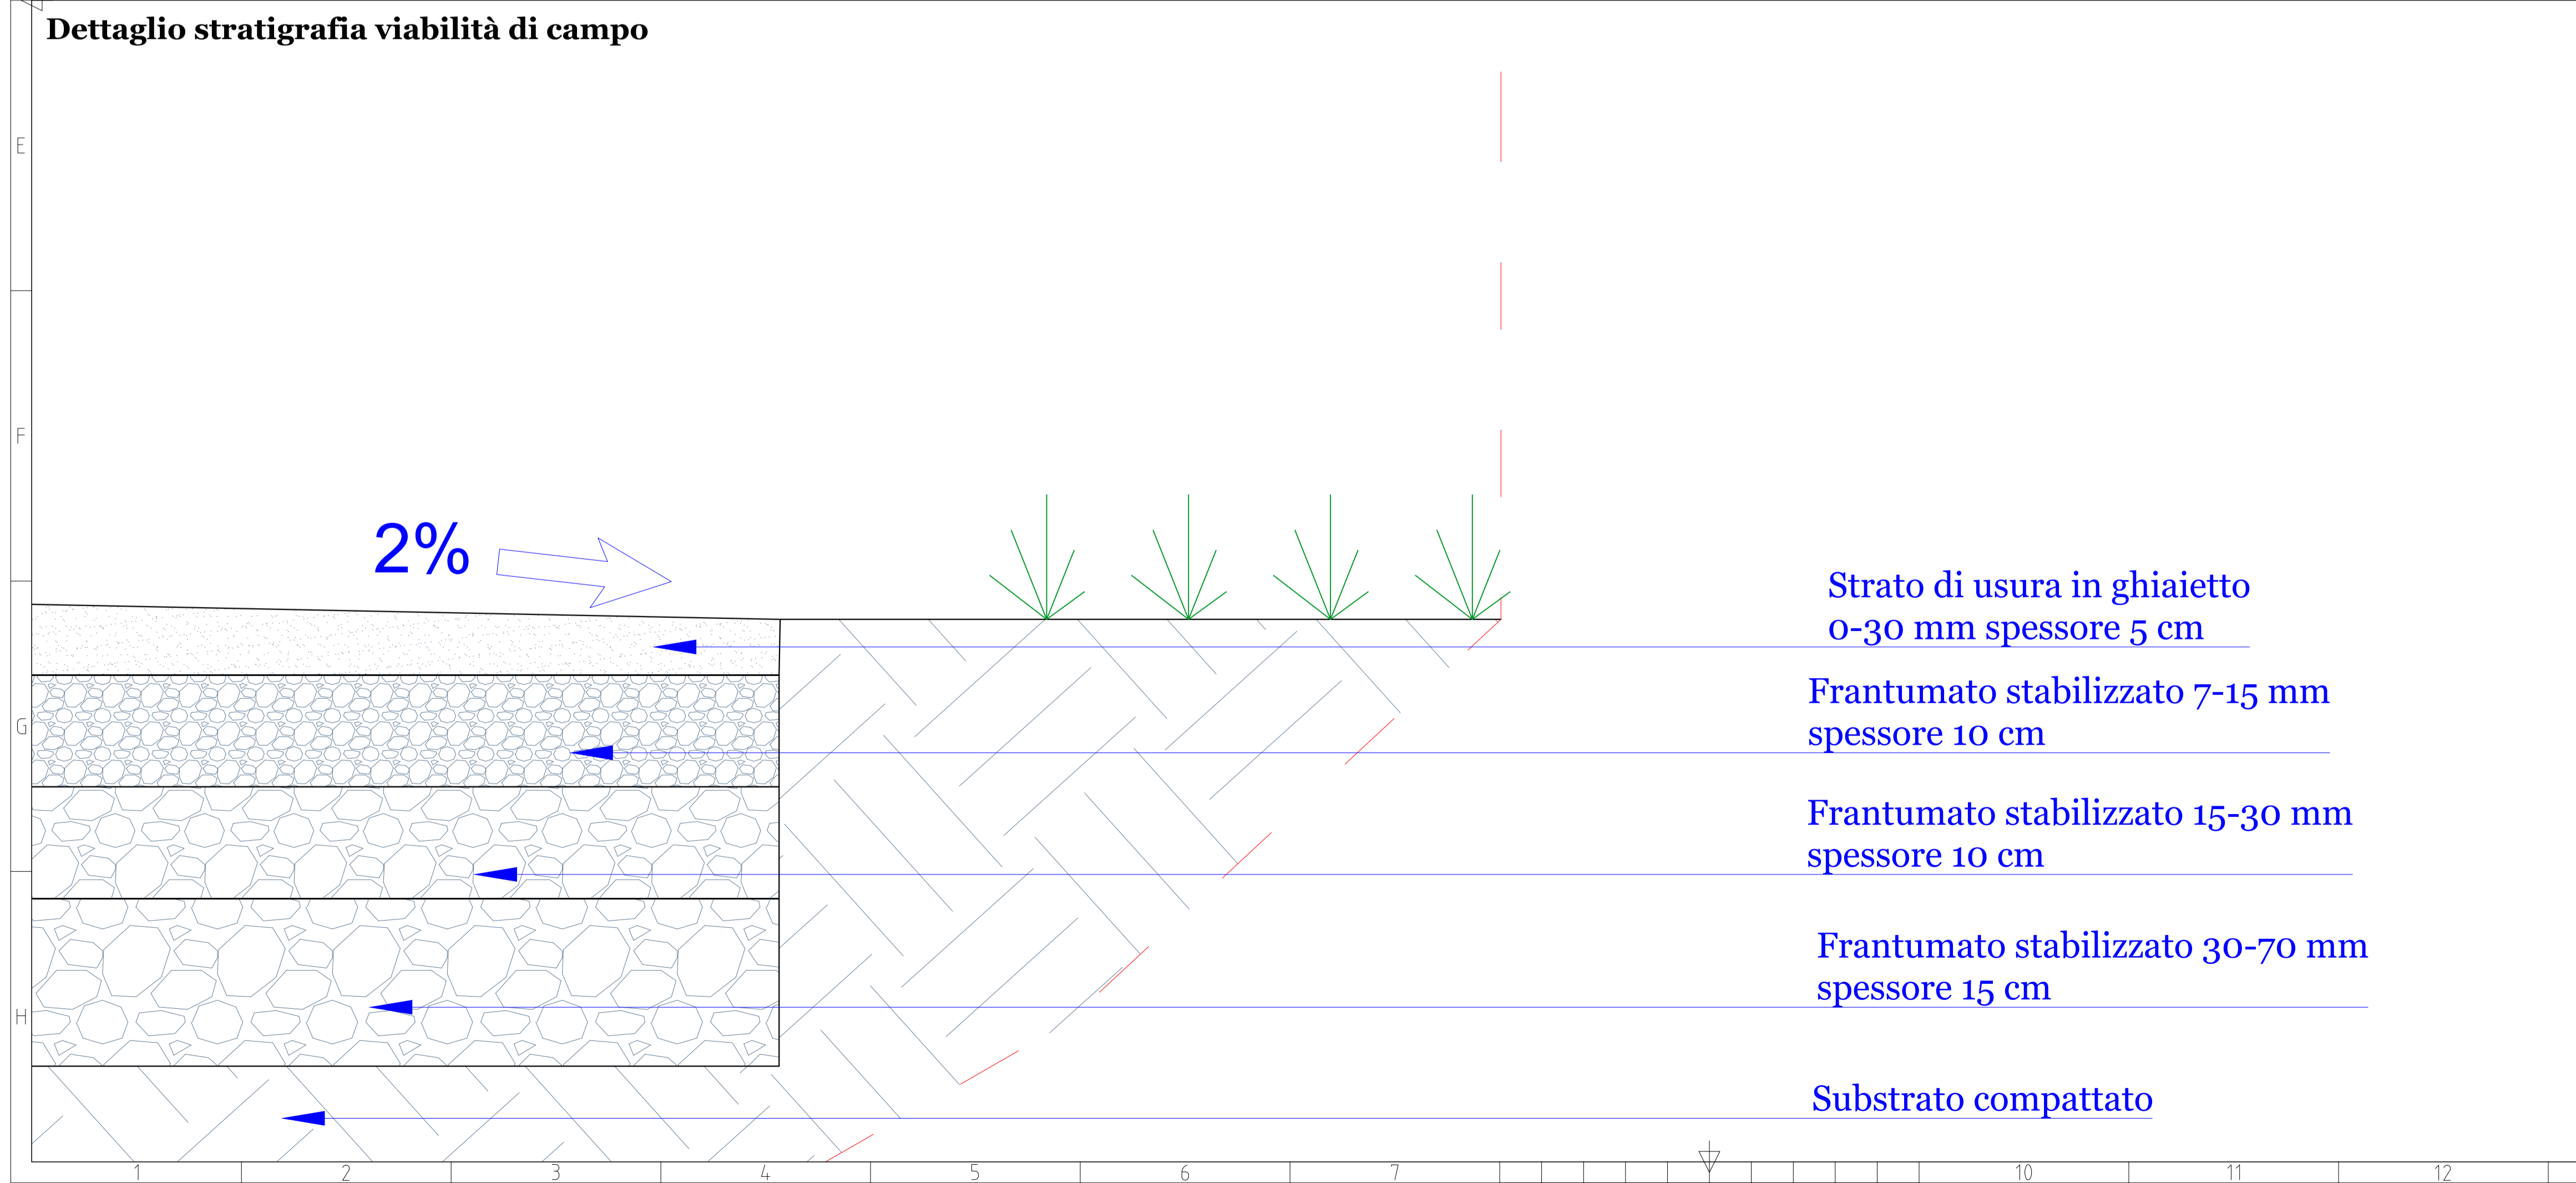 Dettaglio stratigrafia viabilità di campo
E
F
2%
Strato di usura in ghiaietto
0-30 mm spessore 5 cm
Frantumato stabilizzato 7-15 mm
G
spessore 10 cm
Frantumato stabilizzato 15-30 mm
spessore 10 cm
Frantumato stabilizzato 30-70 mm
spessore 15 cm
H
Substrato compattato
1 2 3 4 5 6 7 10 11 12